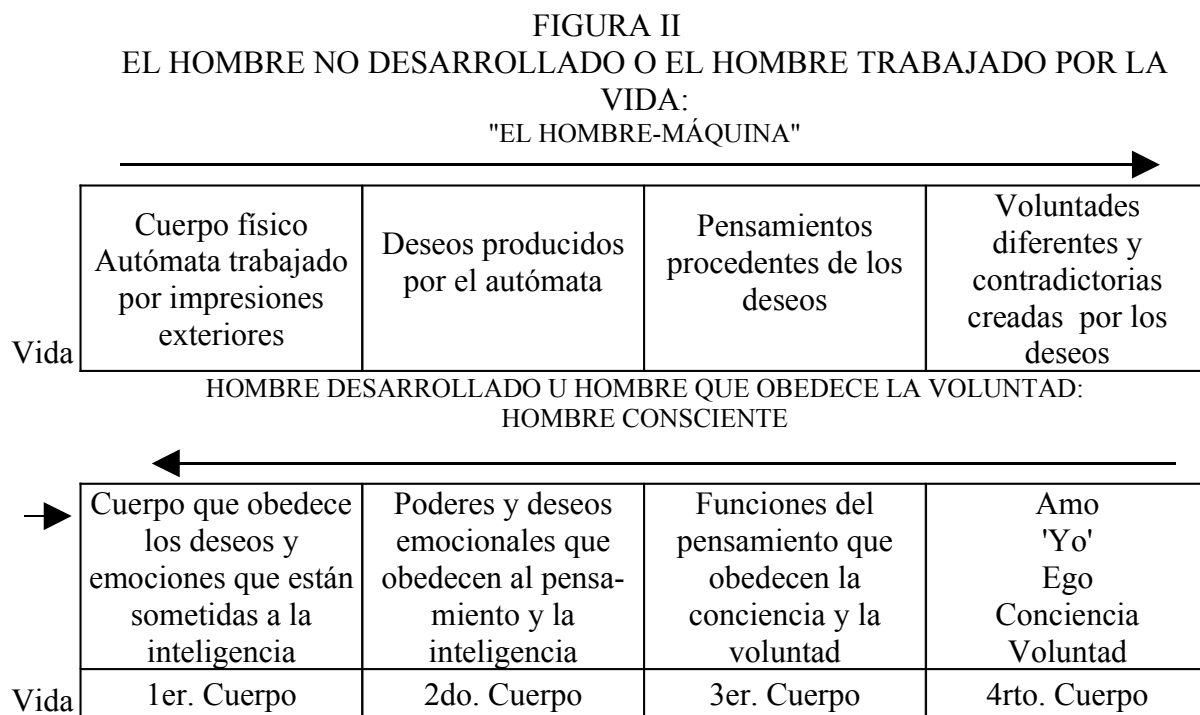 FIGURA II
EL HOMBRE NO DESARROLLADO O EL HOMBRE TRABAJADO POR LA
VIDA:
"EL HOMBRE-MÁQUINA"
Cuerpo físico
Autómata trabajado
por impresiones
exteriores
Deseos producidos
por el autómata
Pensamientos
procedentes de los
deseos
Voluntades
diferentes y
contradictorias
creadas por los
deseos
Vida
HOMBRE DESARROLLADO U HOMBRE QUE OBEDECE LA VOLUNTAD:
HOMBRE CONSCIENTE
Cuerpo que obedece
los deseos y
emociones que están
sometidas a la
inteligencia
Poderes y deseos
emocionales que
obedecen al pensa-
miento y la
inteligencia
Funciones del
pensamiento que
obedecen la
conciencia y la
voluntad
Amo
'Yo'
Ego
Conciencia
Voluntad
Vida
1er. Cuerpo
2do. Cuerpo
3er. Cuerpo
4rto. Cuerpo